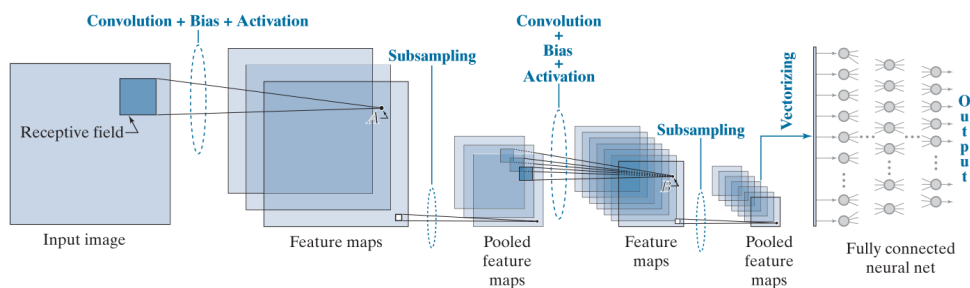 Convolution + Bias + Activation
Receptive field
Input image
A
Feature maps
Subsampling
Pooled
feature
maps
Convolution
+
Bias
+
Activation
B
Feature
maps
Subsampling
Pooled
feature
maps
Vectorizing
Fully connected
neural net
Output